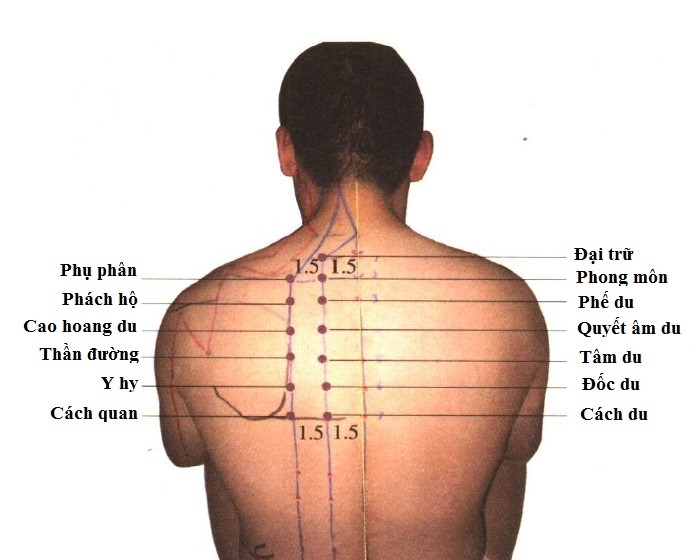 Đại trữ
1.5 1.5
Phụ phân
Phong môn
Phách hộ
Phế du
Cao hoang du
Quyết âm du
Thần đường
Tâm du
Y hy
Đốc du
Cách quan
Cách du
1.5 1.5